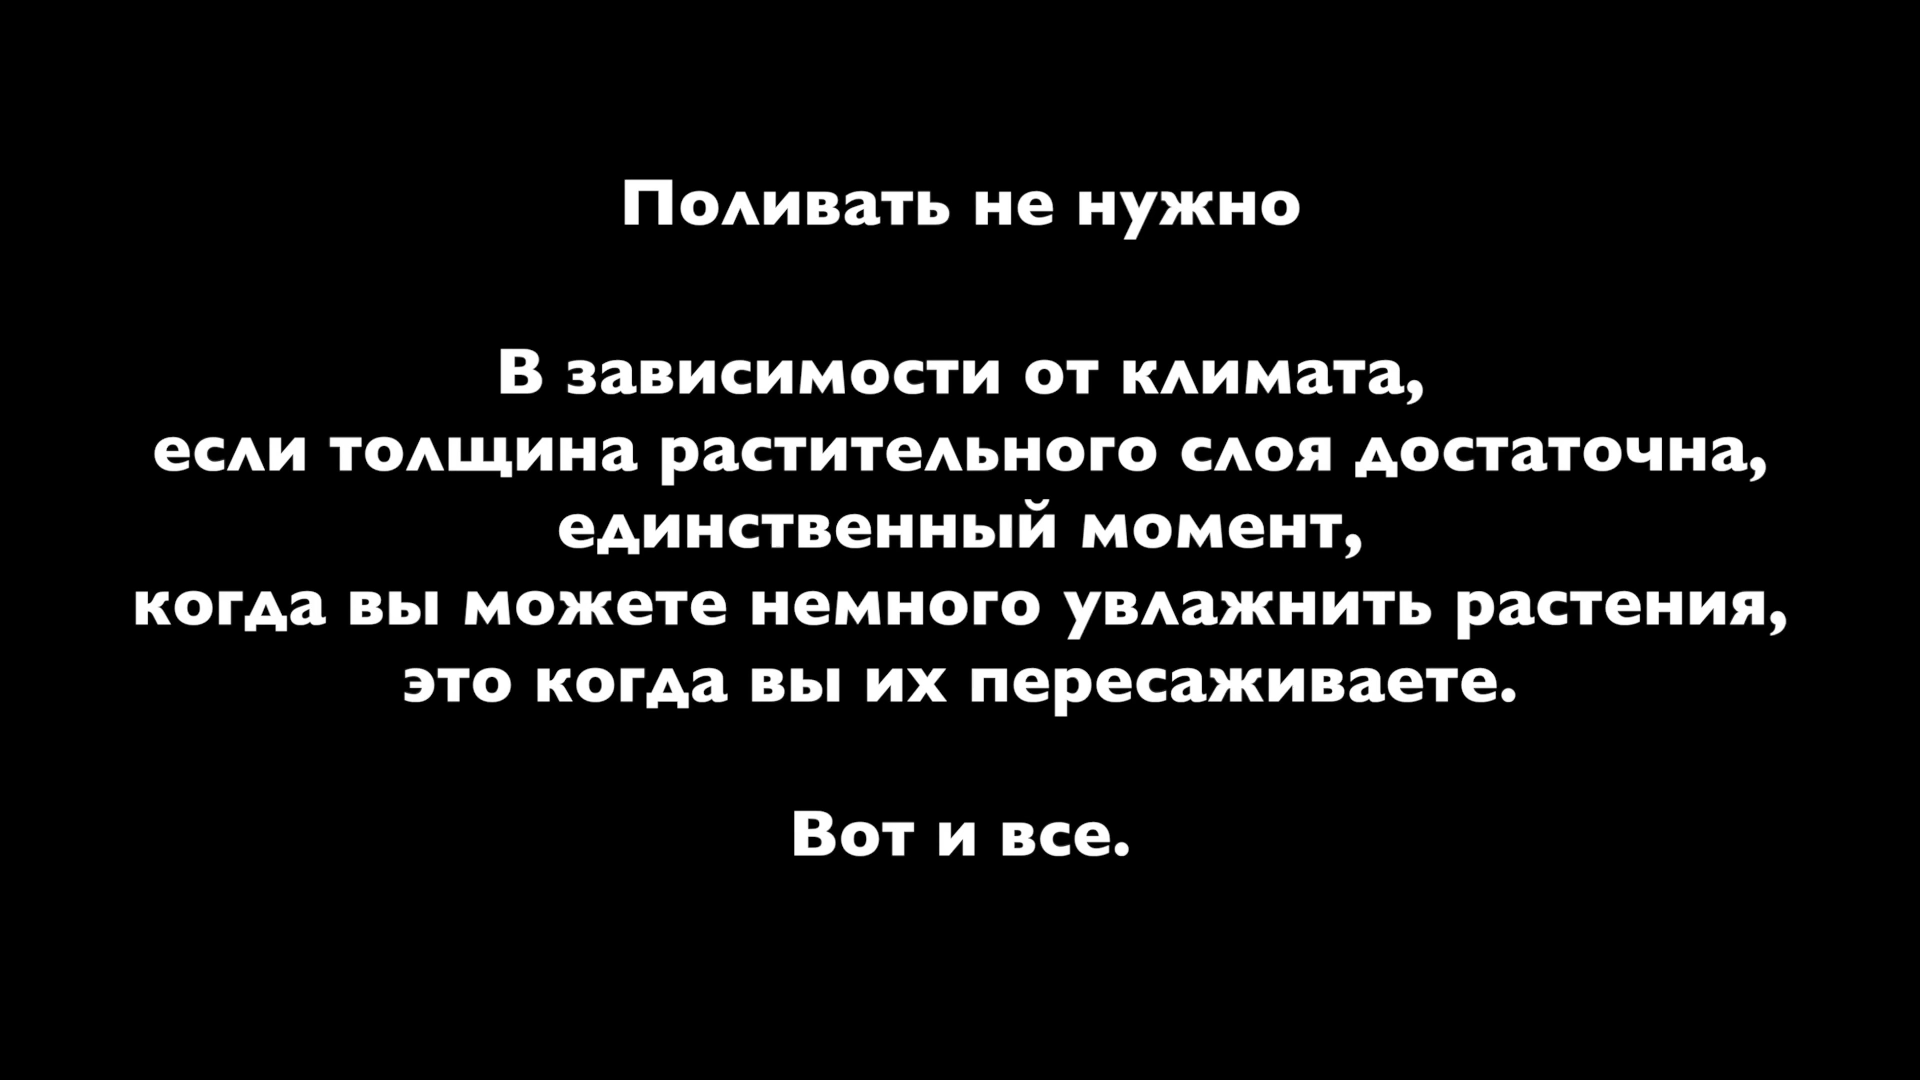 Поливать не нужно
В зависимости от климата,
если толщина растительного слоя достаточна,
единственный момент,
когда вы можете немного увлажнить растения,
это когда вы их пересаживаете.
Вот и все.